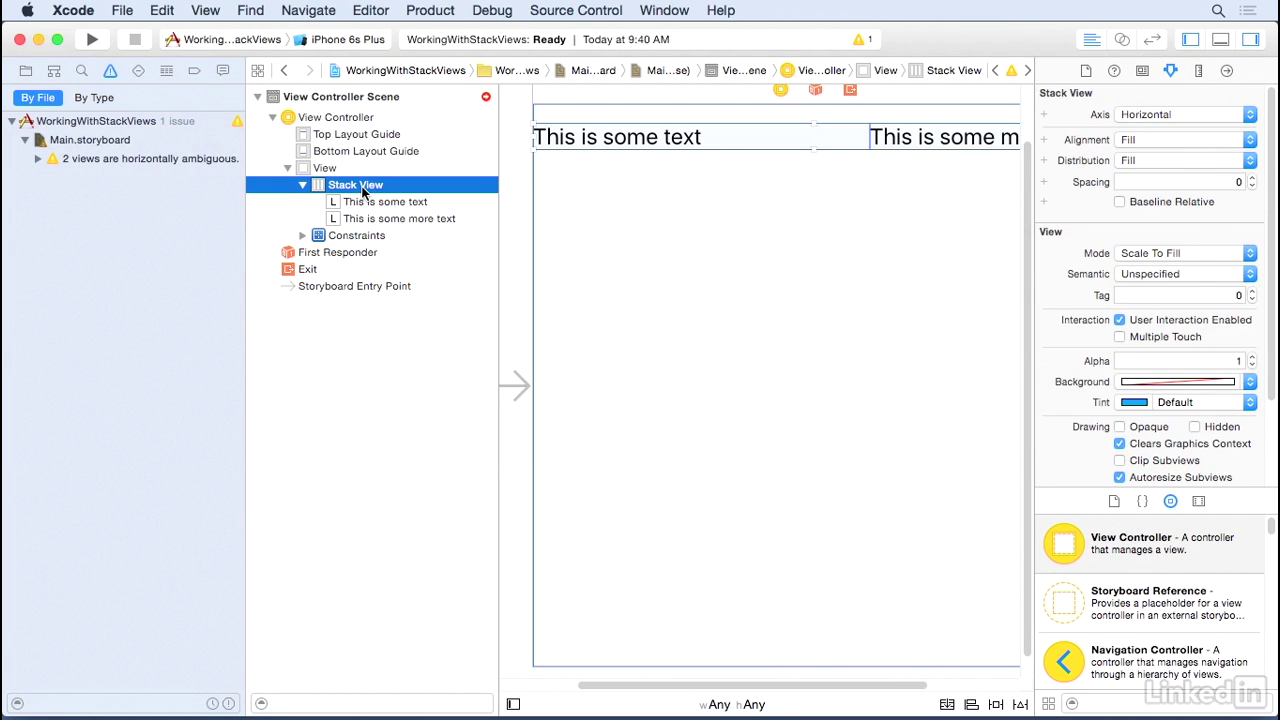 Xcode File Edit View Find Navigate Editor Product Debug Source Control Window Help
Working...ackViews iPhone 6s Plus WorkingWithStackViews: Ready | Today at 9:40 AM 1
WorkingWithStackViews Wor...ws Mai...ard Mai...se) Vie...ene Vie...oller View Stack View
By File By Type
WorkingWithStackViews 1 issue
Main.storyboard
2 views are horizontally ambiguous.
View Controller Scene
View Controller
Top Layout Guide
Bottom Layout Guide
View
Stack View
L This is some text
L This is some more text
Constraints
First Responder
Exit
Storyboard Entry Point
This is some text This is some m
wAny hAny
Stack View
Axis Horizontal
Alignment Fill
Distribution Fill
Spacing 0
Baseline Relative
View
Mode Scale To Fill
Semantic Unspecified
Tag 0
Interaction User Interaction Enabled
Multiple Touch
Alpha 1
Background
Tint Default
Drawing Opaque Hidden
Clears Graphics Context
Clip Subviews
Autoresize Subviews
View Controller - A controller
that manages a view.
Storyboard Reference -
Provides a placeholder for a view
controller in an external storybo...
Navigation Controller - A
controller that manages navigation
through a hierarchy of views.
Linked in